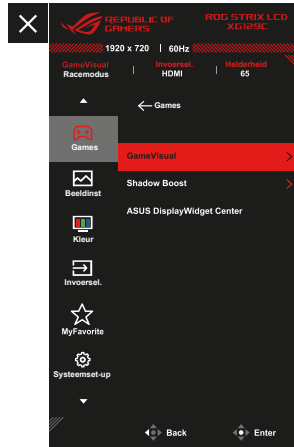 REPUBLIC OF
GAMERS
ROG STRIX LCD
XG129C
1920 x 720 | 60Hz
GameVisual
Racemodus
Invoersel.
HDMI
Helderheid
65
Games
Games
GameVisual
Shadow Boost
ASUS DisplayWidget Center
Beeldinst
Kleur
Invoersel.
MyFavorite
Systeemset-up
Back
Enter